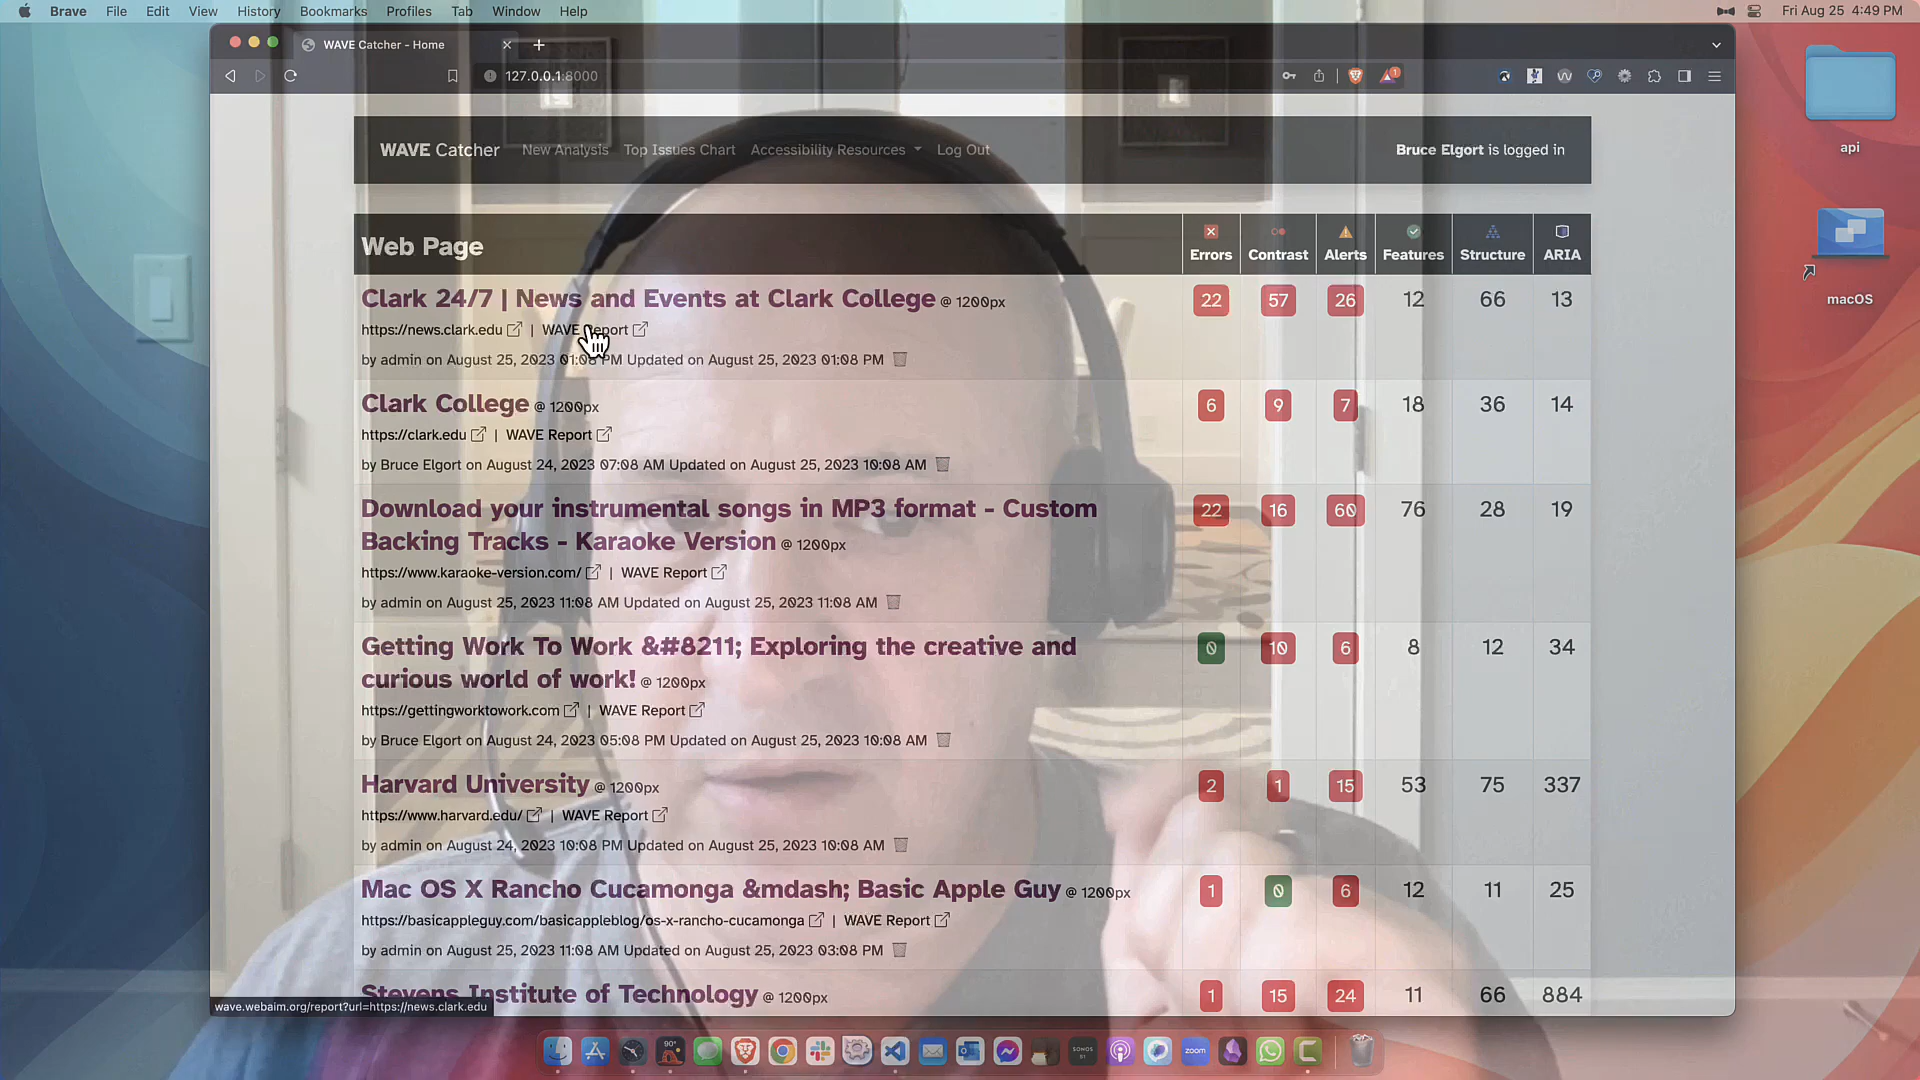 Brave File Edit View History Bookmarks Profiles Tab Window Help Fri Aug 25 4:49 PM
WAVE Catcher - Home
127.0.0.1:8000
1
WAVE Catcher New Analysis Top Issues Chart Accessibility Resources Log Out Bruce Elgort is logged in
Web Page Errors Contrast Alerts Features Structure ARIA
Clark 24/7 | News and Events at Clark College @ 1200px 22 57 26 12 66 13
https://news.clark.edu | WAVE Report
by admin on August 25, 2023 01:08 PM Updated on August 25, 2023 01:08 PM
Clark College @ 1200px 6 9 7 18 36 14
https://clark.edu | WAVE Report
by Bruce Elgort on August 24, 2023 07:08 AM Updated on August 25, 2023 10:08 AM
Download your instrumental songs in MP3 format - Custom 22 16 60 76 28 19
Backing Tracks - Karaoke Version @ 1200px
https://www.karaoke-version.com/ | WAVE Report
by admin on August 25, 2023 11:08 AM Updated on August 25, 2023 11:08 AM
Getting Work To Work &#8211; Exploring the creative and 0 10 6 8 12 34
curious world of work! @ 1200px
https://gettingworktowork.com | WAVE Report
by Bruce Elgort on August 24, 2023 05:08 PM Updated on August 25, 2023 10:08 AM
Harvard University @ 1200px 2 1 15 53 75 337
https://www.harvard.edu/ | WAVE Report
by admin on August 24, 2023 10:08 PM Updated on August 25, 2023 10:08 AM
Mac OS X Rancho Cucamonga &mdash; Basic Apple Guy @ 1200px 1 0 6 12 11 25
https://basicappleguy.com/basicappleblog/os-x-rancho-cucamonga | WAVE Report
by admin on August 25, 2023 11:08 AM Updated on August 25, 2023 03:08 PM
Stevens Institute of Technology @ 1200px 1 15 24 11 66 884
wave.webaim.org/report?url=https://news.clark.edu
api
macOS
90°
SONOS
S1
zoom